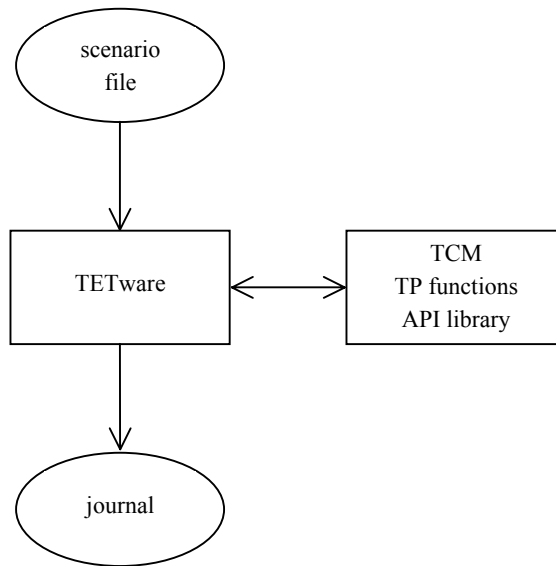 scenario
file
TETware
TCM
TP functions
API library
journal